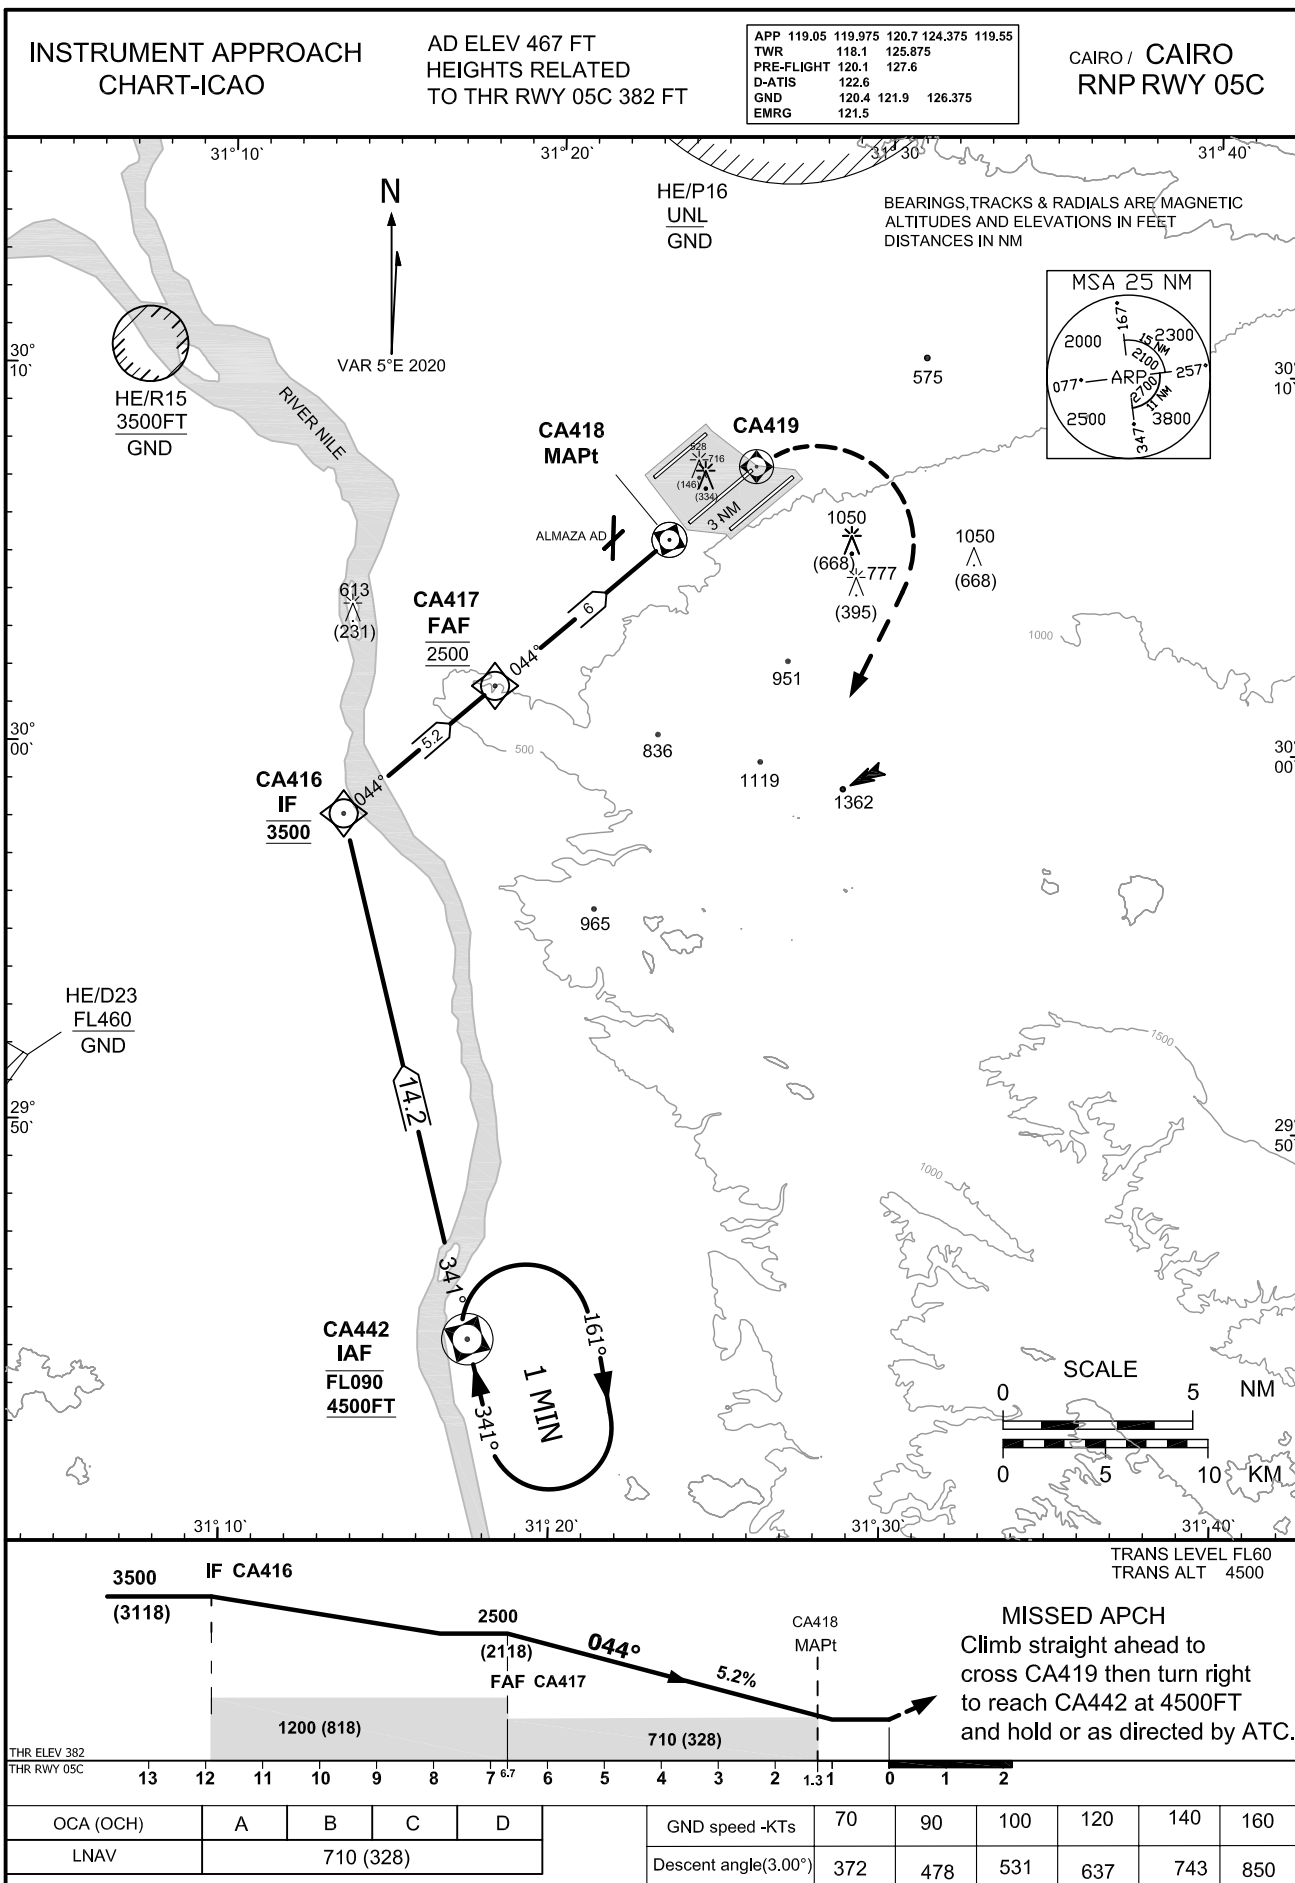 INSTRUMENT APPROACH
CHART-ICAO
AD ELEV 467 FT
HEIGHTS RELATED
TO THR RWY 05C 382 FT
APP 119.05 119.975 120.7 124.375 119.55
TWR 118.1 125.875
PRE-FLIGHT 120.1 127.6
D-ATIS 122.6
GND 120.4 121.9 126.375
EMRG 121.5
CAIRO / CAIRO
RNP RWY 05C
31°10` 31°20` 31°30` 31°40`
N
VAR 5°E 2020
HE/P16
UNL
GND
BEARINGS,TRACKS & RADIALS ARE MAGNETIC
ALTITUDES AND ELEVATIONS IN FEET
DISTANCES IN NM
MSA 25 NM
167°
2000 2300
15 NM
2100
077° ARP 257°
2700
11 NM
2500 3800
347°
30°
10`
30°
10`
HE/R15
3500FT
GND
RIVER NILE
575
CA418
MAPt
CA419
528
716
(146)
(334)
3 NM
ALMAZA AD
1050
(668)
777
(395)
1050
(668)
613
(231)
CA417
FAF
2500
6
044°
1000
951
5.2
30°
00`
30°
00`
500
836
1119
1362
CA416
IF
3500
044°
965
HE/D23
FL460
GND
1500
14.2
29°
50`
29°
50`
1000
341°
CA442
IAF
FL090
4500FT
161°
1 MIN
341°
SCALE
0 5 NM
0 5 10 KM
31°10` 31°20` 31°30` 31°40`
TRANS LEVEL FL60
TRANS ALT 4500
3500
(3118)
IF CA416
2500
(2118)
FAF CA417
044°
5.2%
CA418
MAPt
MISSED APCH
Climb straight ahead to
cross CA419 then turn right
to reach CA442 at 4500FT
and hold or as directed by ATC.
1200 (818)
710 (328)
THR ELEV 382
THR RWY 05C
13 12 11 10 9 8 7 6.7 6 5 4 3 2 1.3 1 0 1 2
OCA (OCH) A B C D
LNAV 710 (328)
GND speed -KTs 70 90 100 120 140 160
Descent angle(3.00°) 372 478 531 637 743 850